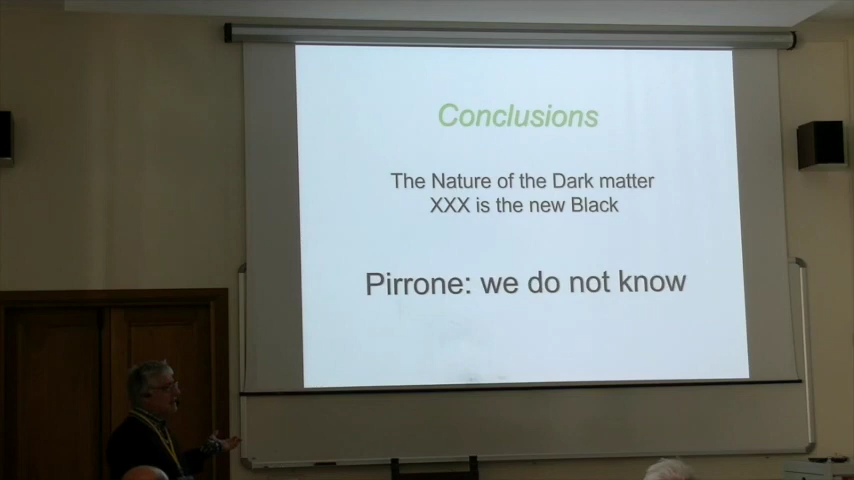 Conclusions
The Nature of the Dark matter
XXX is the new Black
Pirrone: we do not know